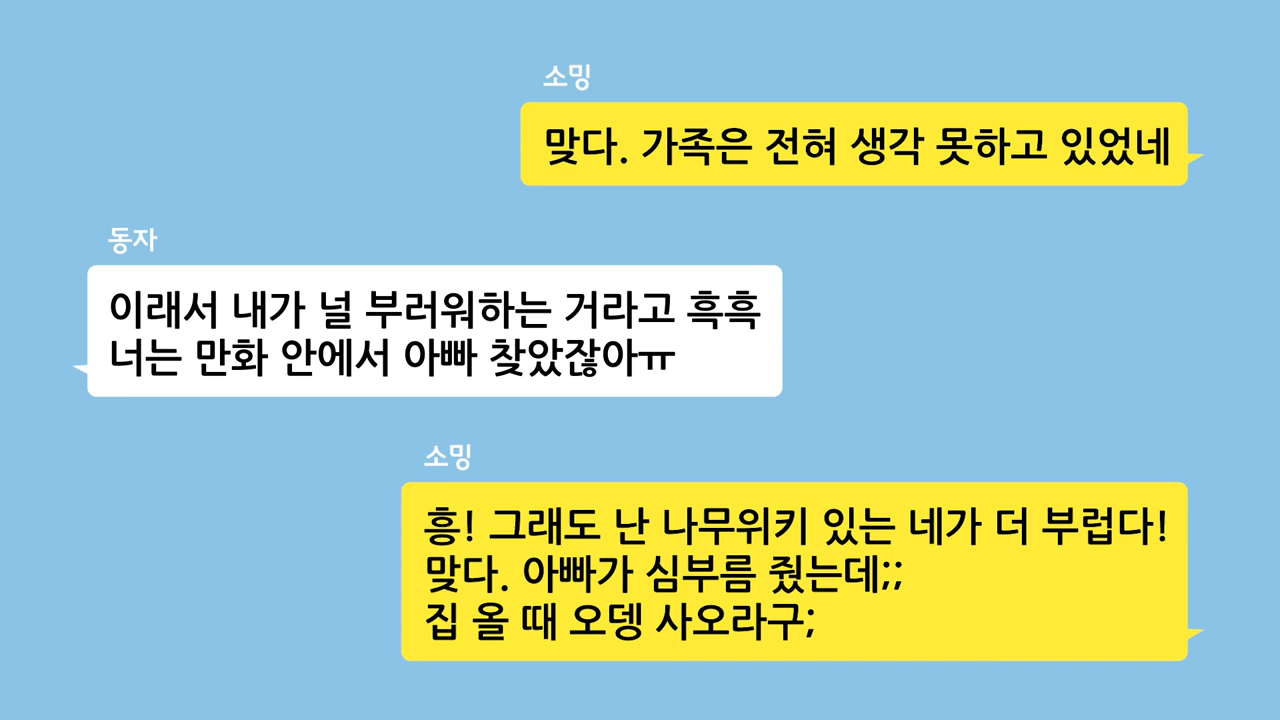 소밍
맞다. 가족은 전혀 생각 못하고 있었네
동자
이래서 내가 널 부러워하는 거라고 흑흑
너는 만화 안에서 아빠 찾았잖아ㅠ
소밍
흥! 그래도 난 나무위키 있는 네가 더 부럽다!
맞다. 아빠가 심부름 줬는데;;
집 올 때 오뎅 사오라구;